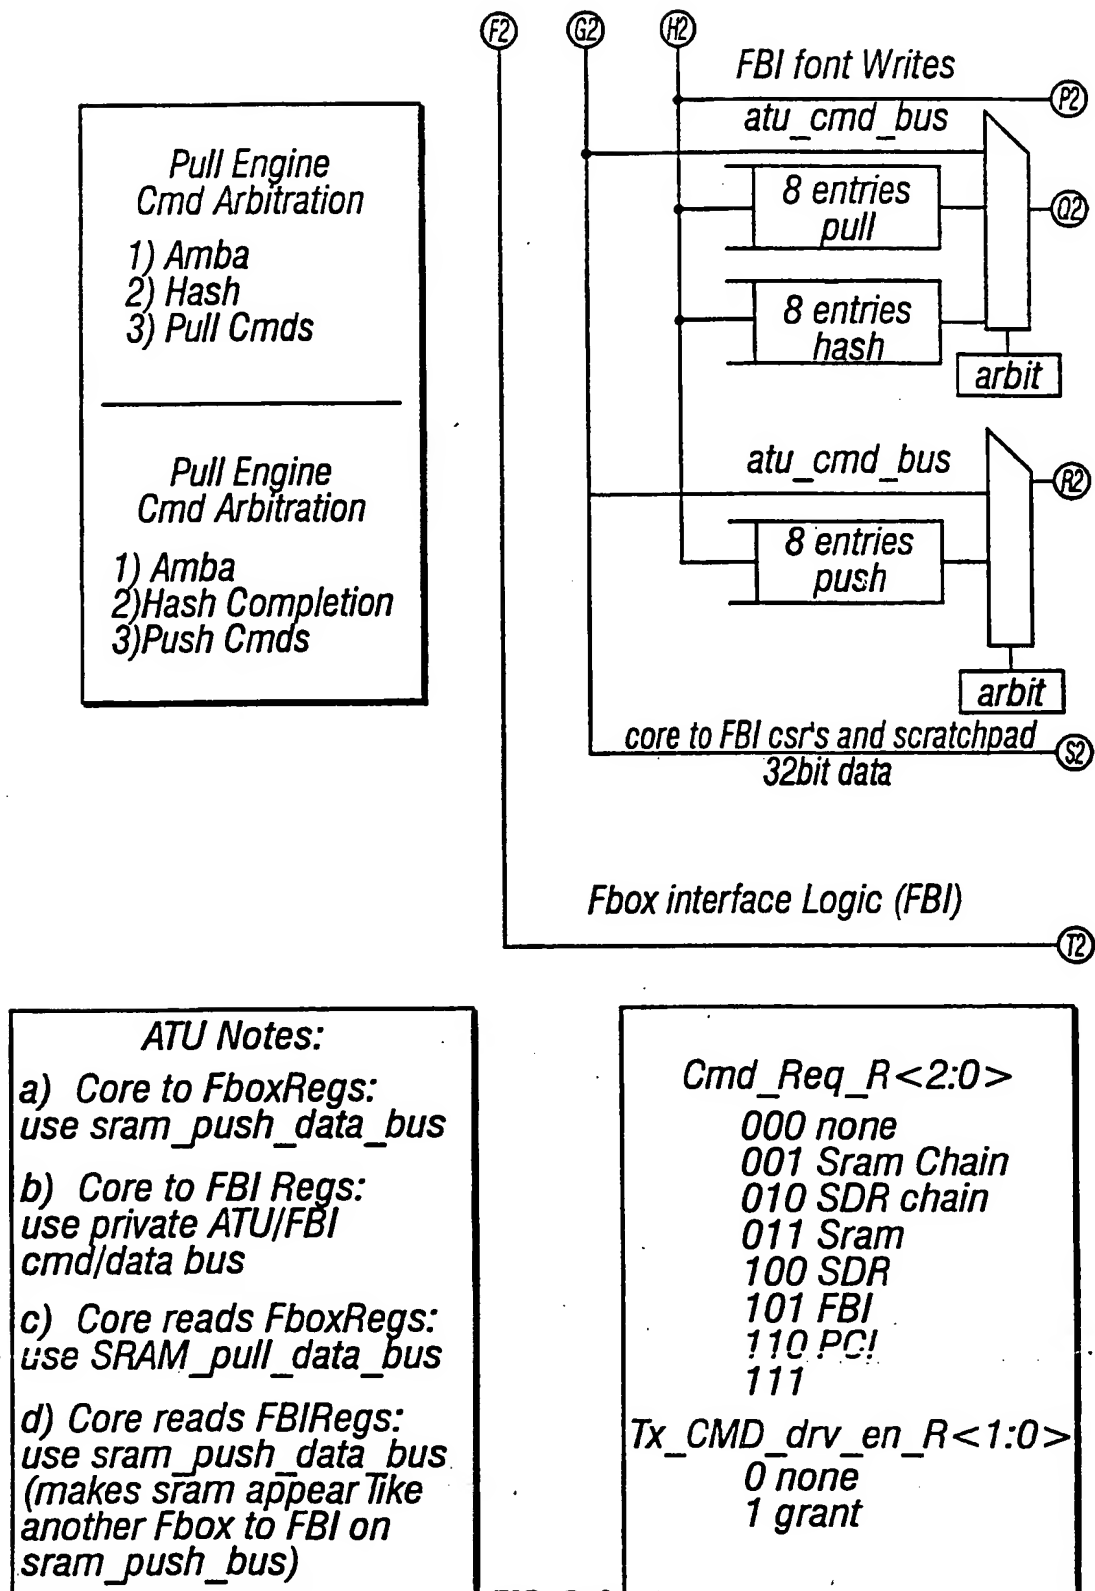 F2 G2 H2
FBI font Writes
P2
atu_cmd_bus
8 entries
pull
Q2
8 entries
hash
arbit
atu_cmd_bus
R2
8 entries
push
arbit
core to FBI csr's and scratchpad
32bit data
S2
Fbox interface Logic (FBI)
T2
Pull Engine
Cmd Arbitration
1) Amba
2) Hash
3) Pull Cmds
Pull Engine
Cmd Arbitration
1) Amba
2)Hash Completion
3)Push Cmds
ATU Notes:
a) Core to FboxRegs:
use sram_push_data_bus
b) Core to FBI Regs:
use private ATU/FBI
cmd/data bus
c) Core reads FboxRegs:
use SRAM_pull_data_bus
d) Core reads FBIRegs:
use sram_push_data_bus
(makes sram appear like
another Fbox to FBI on
sram_push_bus)
Cmd_Req_R<2:0>
000 none
001 Sram Chain
010 SDR chain
011 Sram
100 SDR
101 FBI
110 PCI
111
Tx_CMD_drv_en_R<1:0>
0 none
1 grant